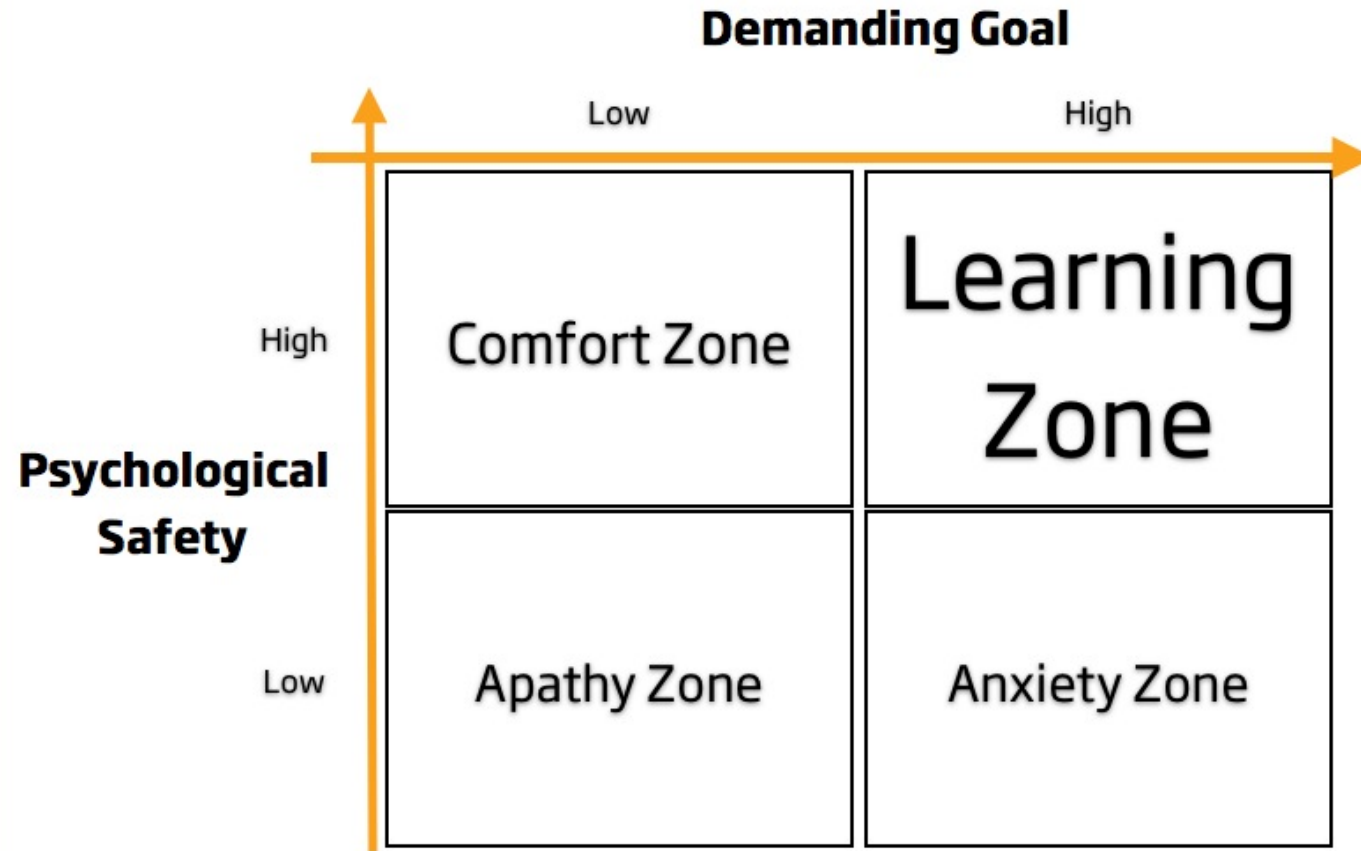 Demanding Goal
Low High
High
Comfort Zone
Learning
Zone
Psychological
Safety
Low
Apathy Zone
Anxiety Zone